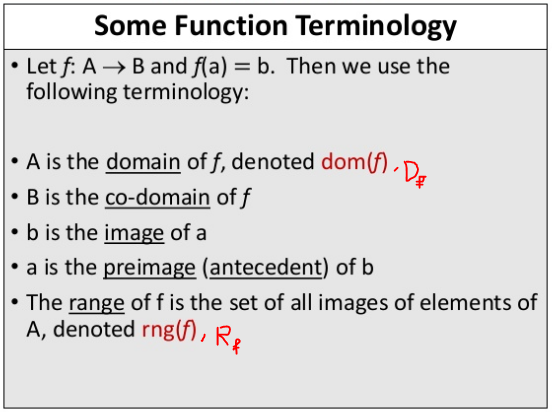 Some Function Terminology
• Let f: A → B and f(a) = b. Then we use the
following terminology:
• A is the domain of f, denoted dom(f), D_f
• B is the co-domain of f
• b is the image of a
• a is the preimage (antecedent) of b
• The range of f is the set of all images of elements of
A, denoted rng(f), R_f